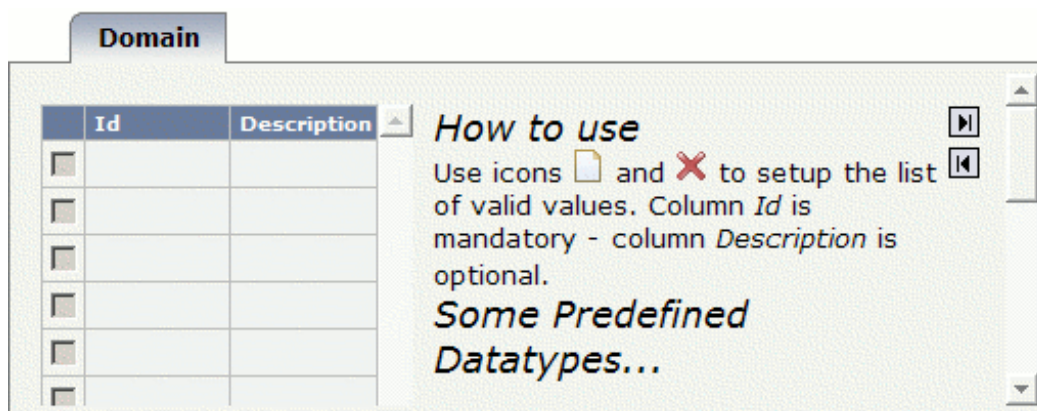 Domain
Id Description
How to use
Use icons and to setup the list
of valid values. Column Id is
mandatory - column Description is
optional.
Some Predefined
Datatypes...